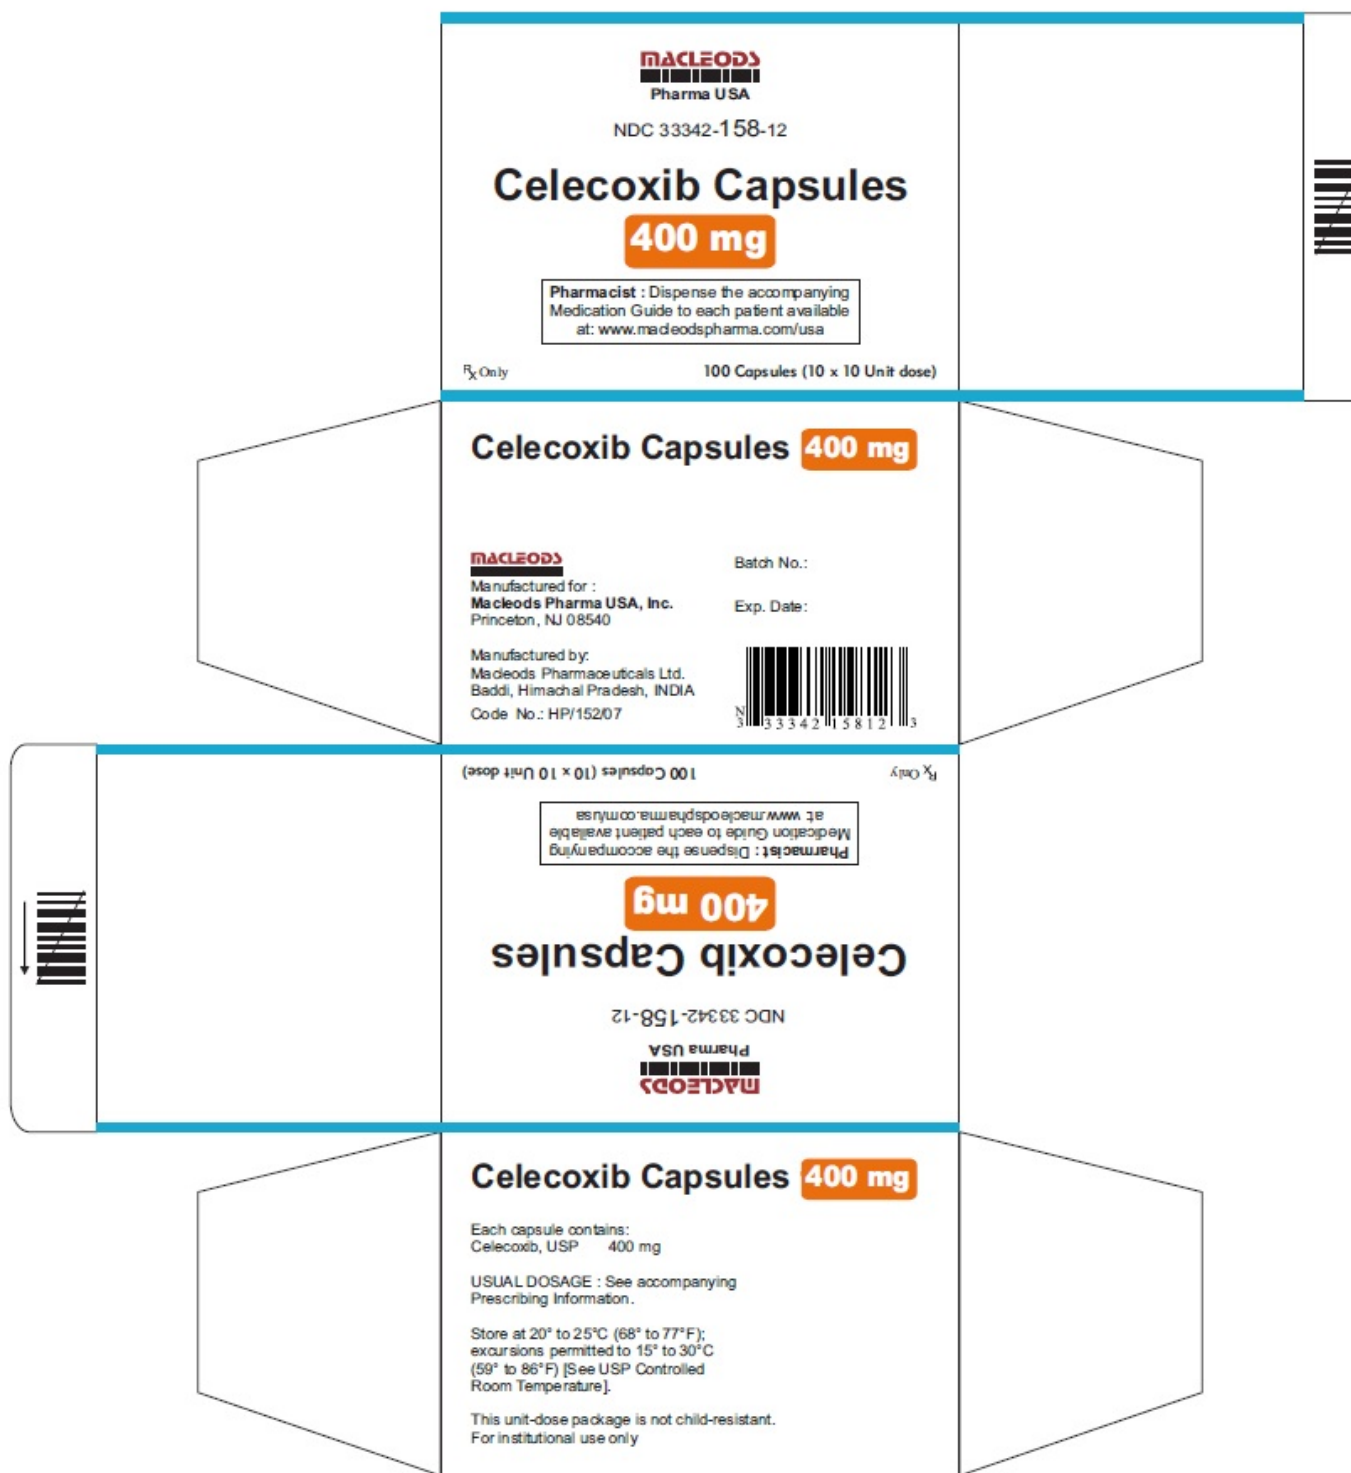 MACLEODS
Pharma USA
NDC 33342-158-12
Celecoxib Capsules
400 mg
Pharmacist : Dispense the accompanying
Medication Guide to each patient available
at: www.macleodspharma.com/usa
Rx Only 100 Capsules (10 x 10 Unit dose)
Celecoxib Capsules 400 mg
MACLEODS
Manufactured for :
Macleods Pharma USA, Inc.
Princeton, NJ 08540
Manufactured by:
Macleods Pharmaceuticals Ltd.
Baddi, Himachal Pradesh, INDIA
Code No.: HP/152/07
Batch No.:
Exp. Date:
N
3 33342 15812 3
MACLEODS
Pharma USA
NDC 33342-158-12
Celecoxib Capsules
400 mg
Pharmacist : Dispense the accompanying
Medication Guide to each patient available
at www.macleodspharma.com/usa
Rx Only 100 Capsules (10 x 10 Unit dose)
Celecoxib Capsules 400 mg
Each capsule contains:
Celecoxib, USP 400 mg
USUAL DOSAGE : See accompanying
Prescribing Information.
Store at 20° to 25°C (68° to 77°F);
excursions permitted to 15° to 30°C
(59° to 86°F) [See USP Controlled
Room Temperature].
This unit-dose package is not child-resistant.
For institutional use only